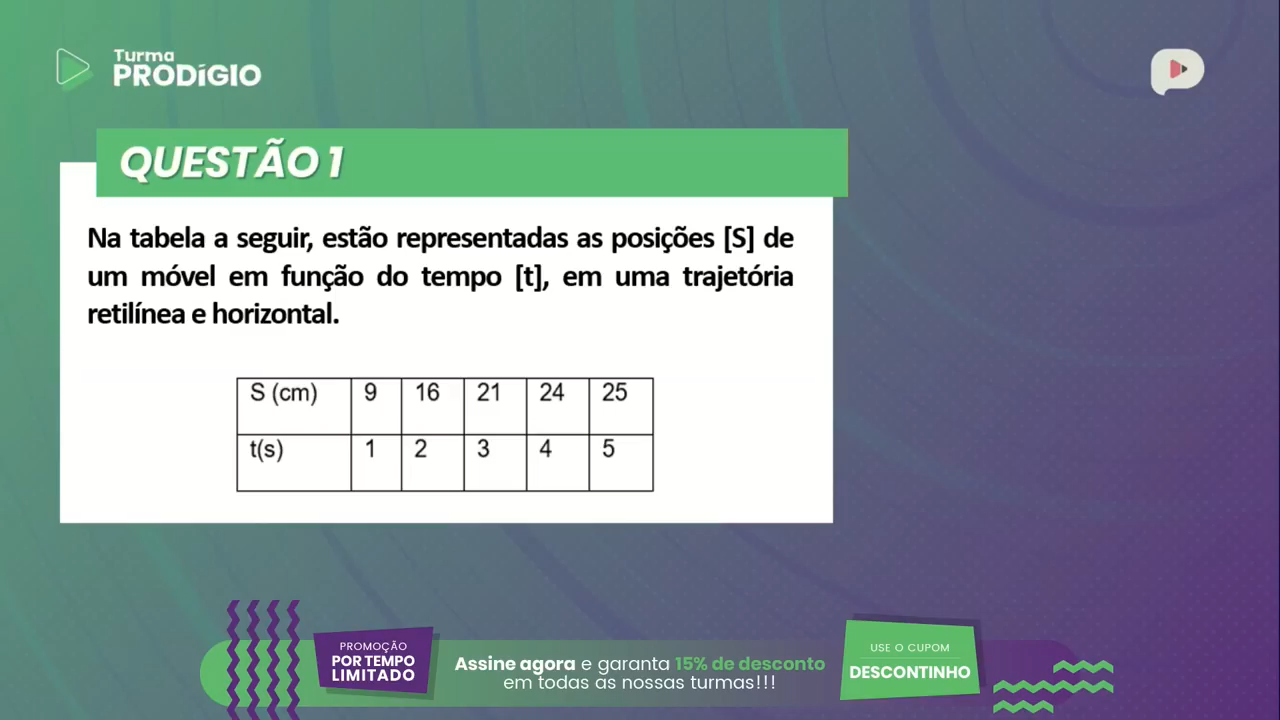 Turma
PRODÍGIO
QUESTÃO 1
Na tabela a seguir, estão representadas as posições [S] de
um móvel em função do tempo [t], em uma trajetória
retilínea e horizontal.
S (cm) 9 16 21 24 25
t(s) 1 2 3 4 5
PROMOÇÃO
POR TEMPO
LIMITADO
Assine agora e garanta 15% de desconto
em todas as nossas turmas!!!
USE O CUPOM
DESCONTINHO